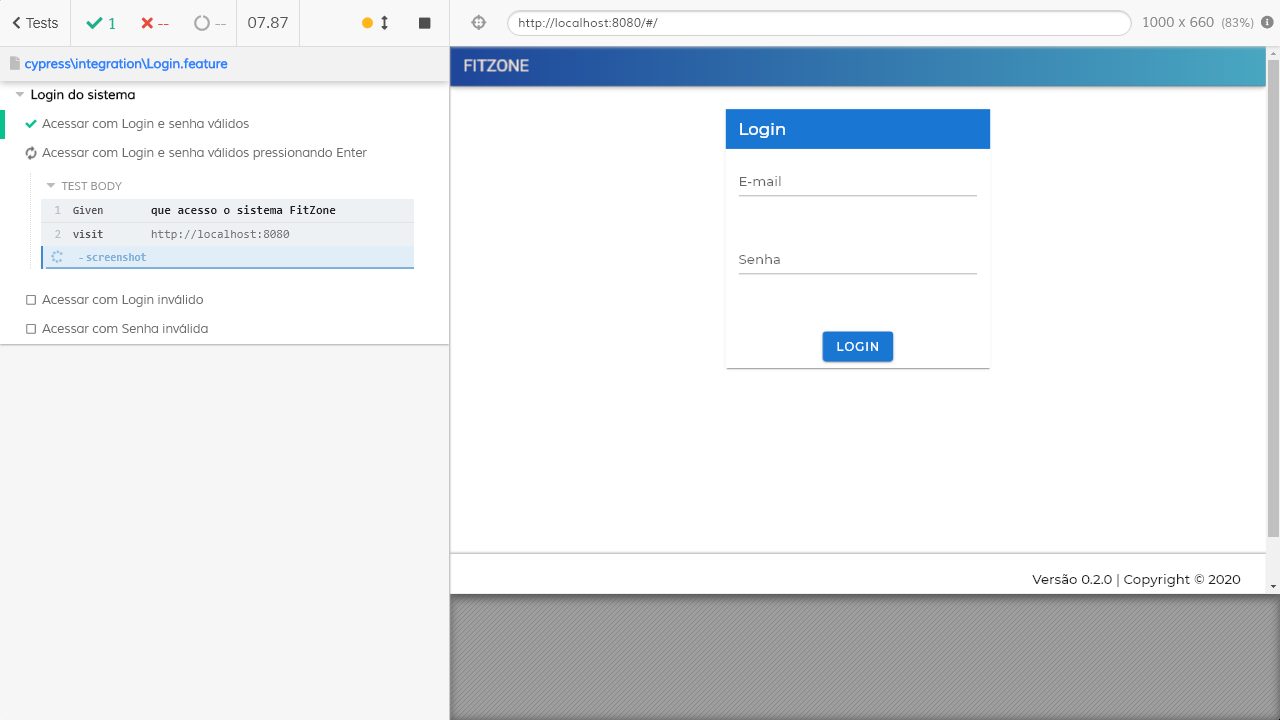 Tests 1 -- -- 07.87
http://localhost:8080/#/ 1000 x 660 (83%)
cypress\integration\Login.feature
Login do sistema
Acessar com Login e senha válidos
Acessar com Login e senha válidos pressionando Enter
TEST BODY
1 Given que acesso o sistema FitZone
2 visit http://localhost:8080
- screenshot
Acessar com Login inválido
Acessar com Senha inválida
FITZONE
Login
E-mail
Senha
LOGIN
Versão 0.2.0 | Copyright © 2020